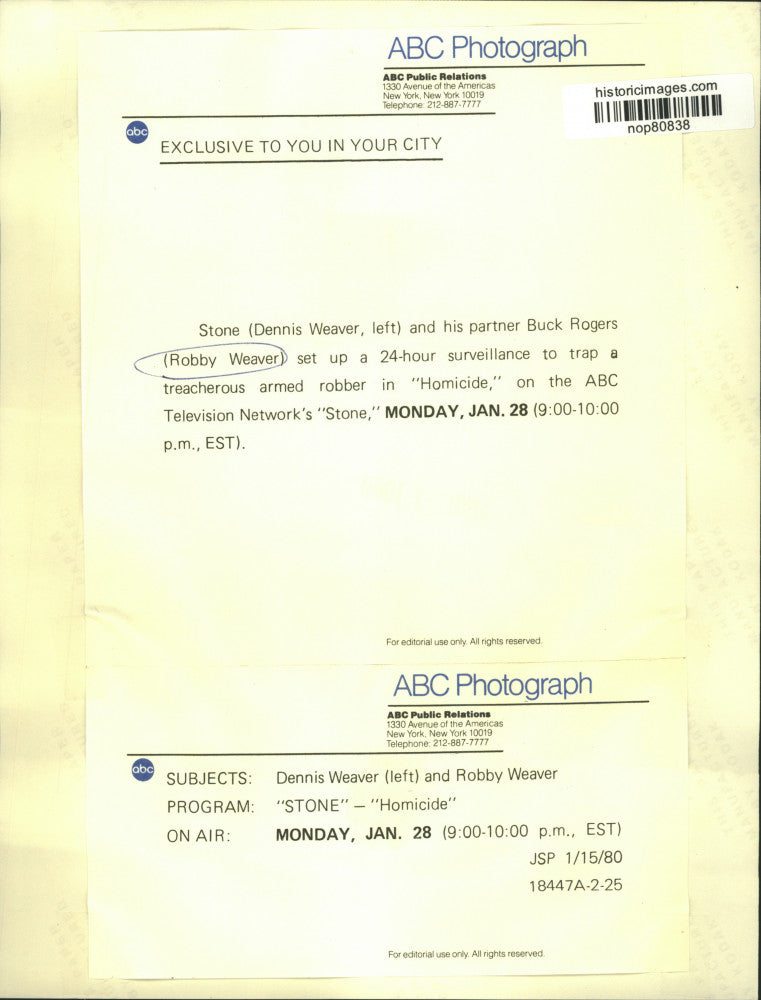 ABC Photograph
ABC Public Relations
1330 Avenue of the Americas
New York, New York 10019
Telephone: 212-887-7777
historicimages.com
nop80838
abc
EXCLUSIVE TO YOU IN YOUR CITY
Stone (Dennis Weaver, left) and his partner Buck Rogers
(Robby Weaver) set up a 24-hour surveillance to trap a
treacherous armed robber in "Homicide," on the ABC
Television Network's "Stone," MONDAY, JAN. 28 (9:00-10:00
p.m., EST).
For editorial use only. All rights reserved.
ABC Photograph
ABC Public Relations
1330 Avenue of the Americas
New York, New York 10019
Telephone: 212-887-7777
abc
SUBJECTS: Dennis Weaver (left) and Robby Weaver
PROGRAM: "STONE" — "Homicide"
ON AIR: MONDAY, JAN. 28 (9:00-10:00 p.m., EST)
JSP 1/15/80
18447A-2-25
For editorial use only. All rights reserved.